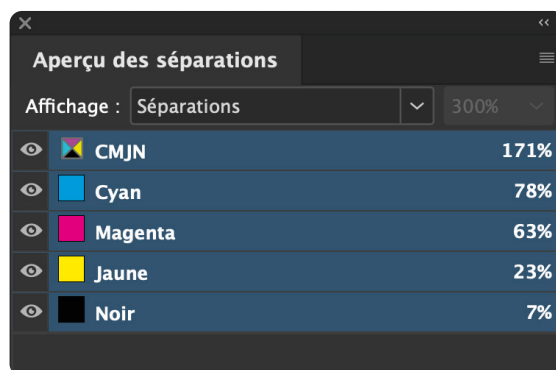 Aperçu des séparations
Affichage : Séparations 300%
CMJN 171%
Cyan 78%
Magenta 63%
Jaune 23%
Noir 7%